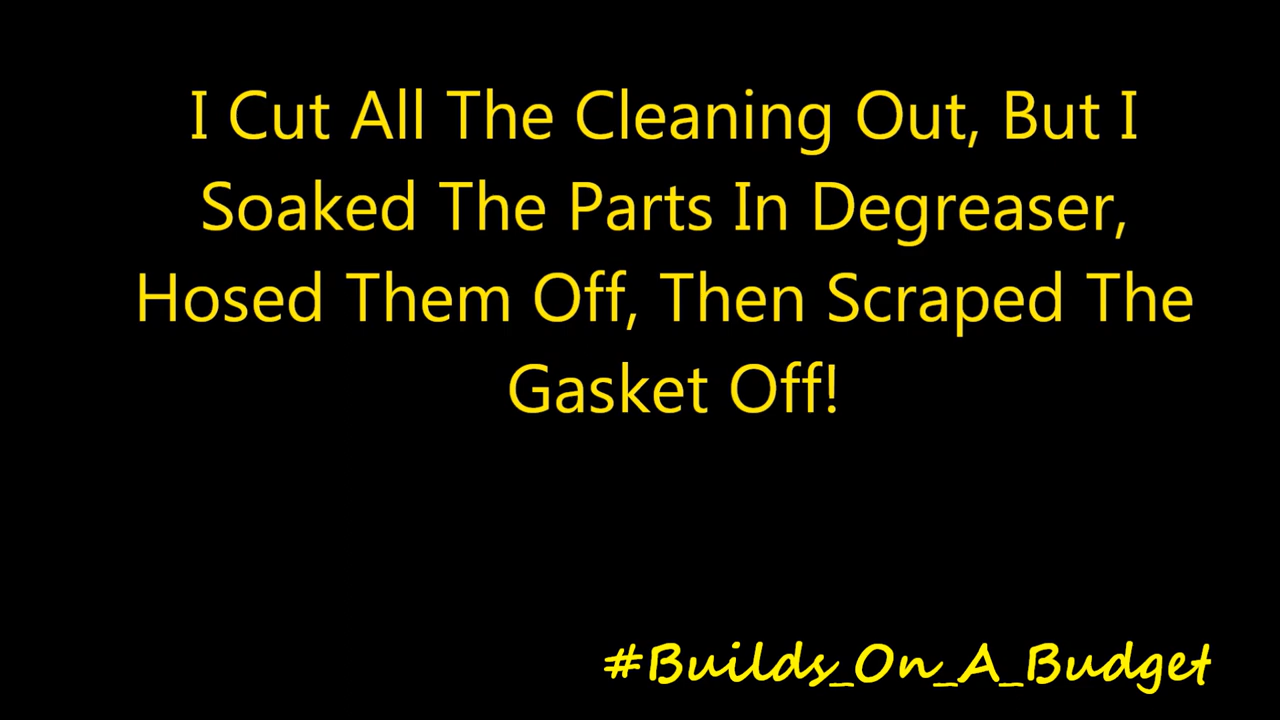 I Cut All The Cleaning Out, But I
Soaked The Parts In Degreaser,
Hosed Them Off, Then Scraped The
Gasket Off!
#Builds_On_A_Budget